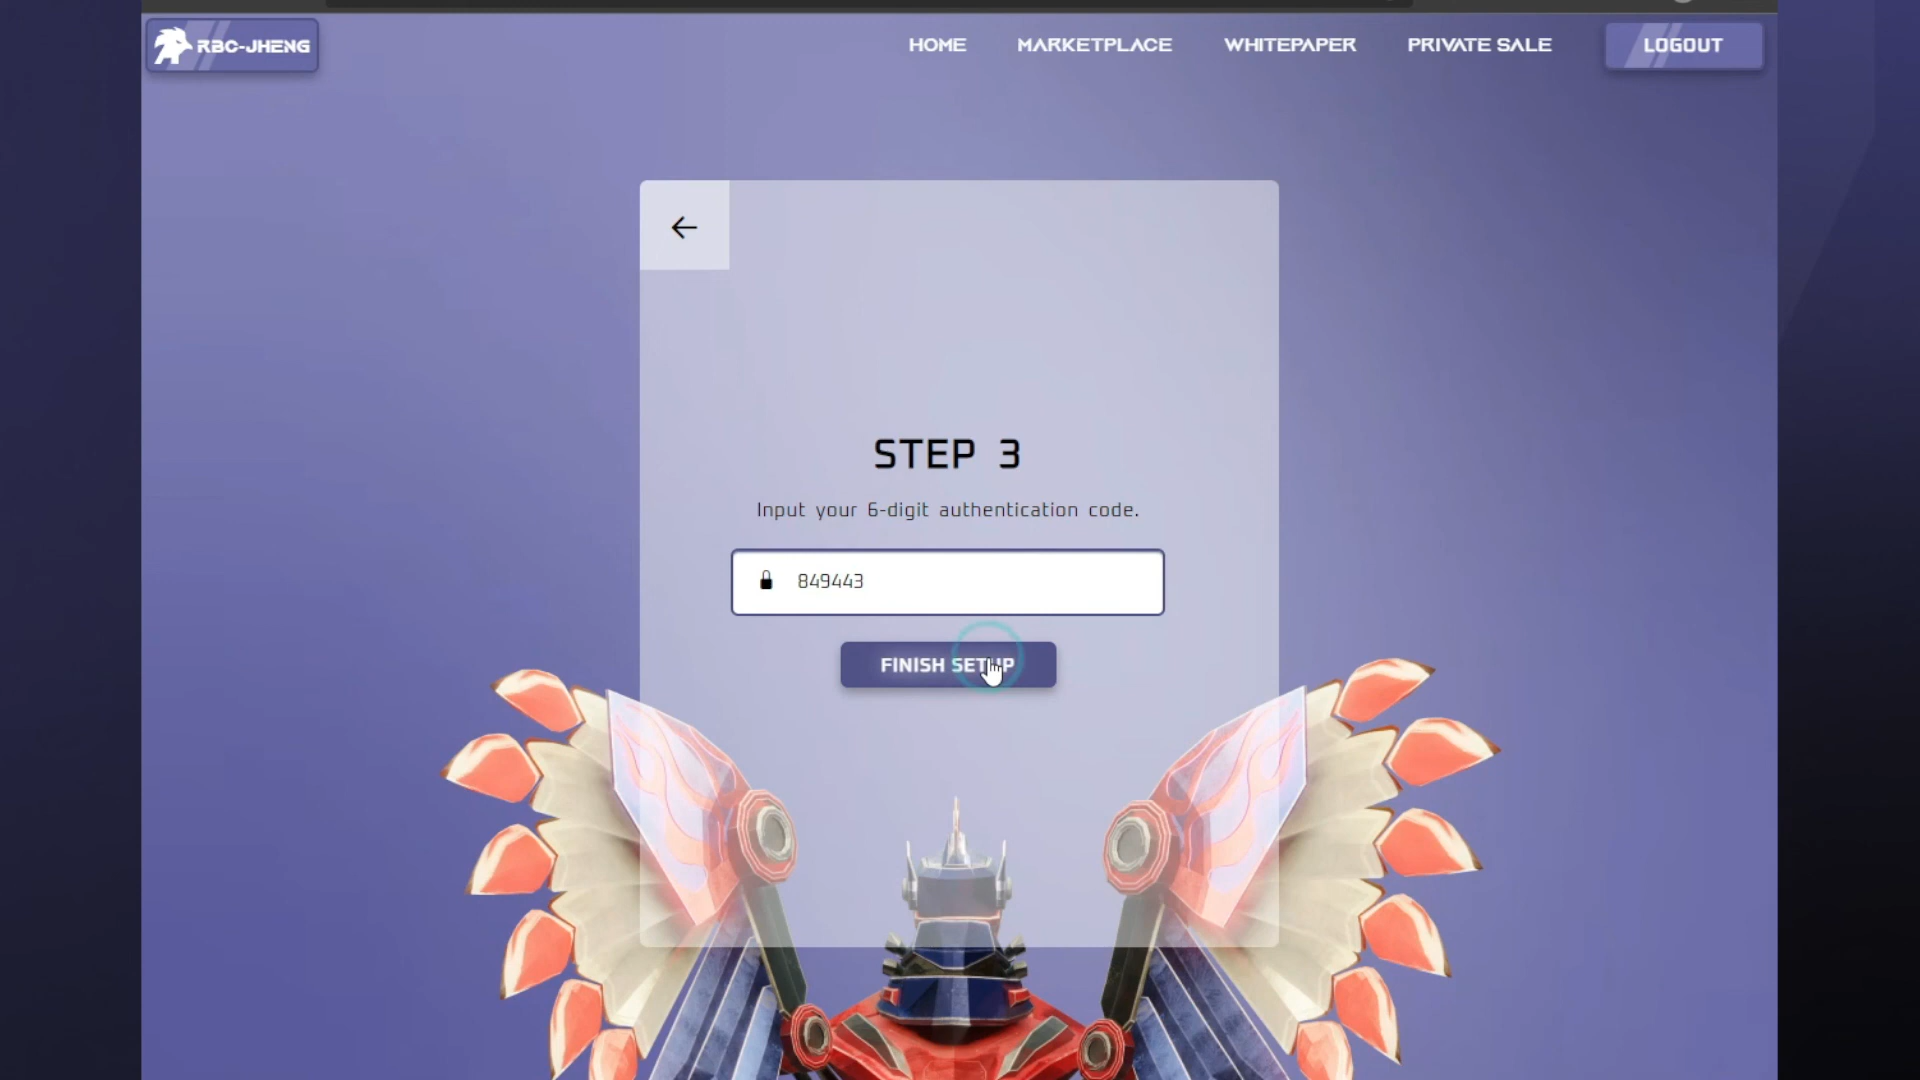 RBC-JHENG
HOME MARKETPLACE WHITEPAPER PRIVATE SALE LOGOUT
STEP 3
Input your 6-digit authentication code.
849443
FINISH SETUP